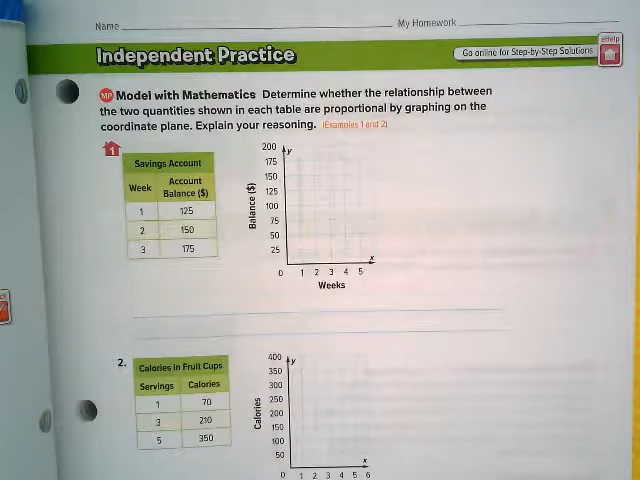 Name
My Homework
Independent Practice
Go online for Step-by-Step Solutions
eHelp
MP Model with Mathematics Determine whether the relationship between
the two quantities shown in each table are proportional by graphing on the
coordinate plane. Explain your reasoning. (Examples 1 and 2)
1
Savings Account
Week Account Balance ($)
1 125
2 150
3 175
Balance ($)
200 y
175
150
125
100
75
50
25
0 1 2 3 4 5 x
Weeks
2.
Calories in Fruit Cups
Servings Calories
1 70
3 210
5 350
Calories
400 y
350
300
250
200
150
100
50
0 1 2 3 4 5 6 x